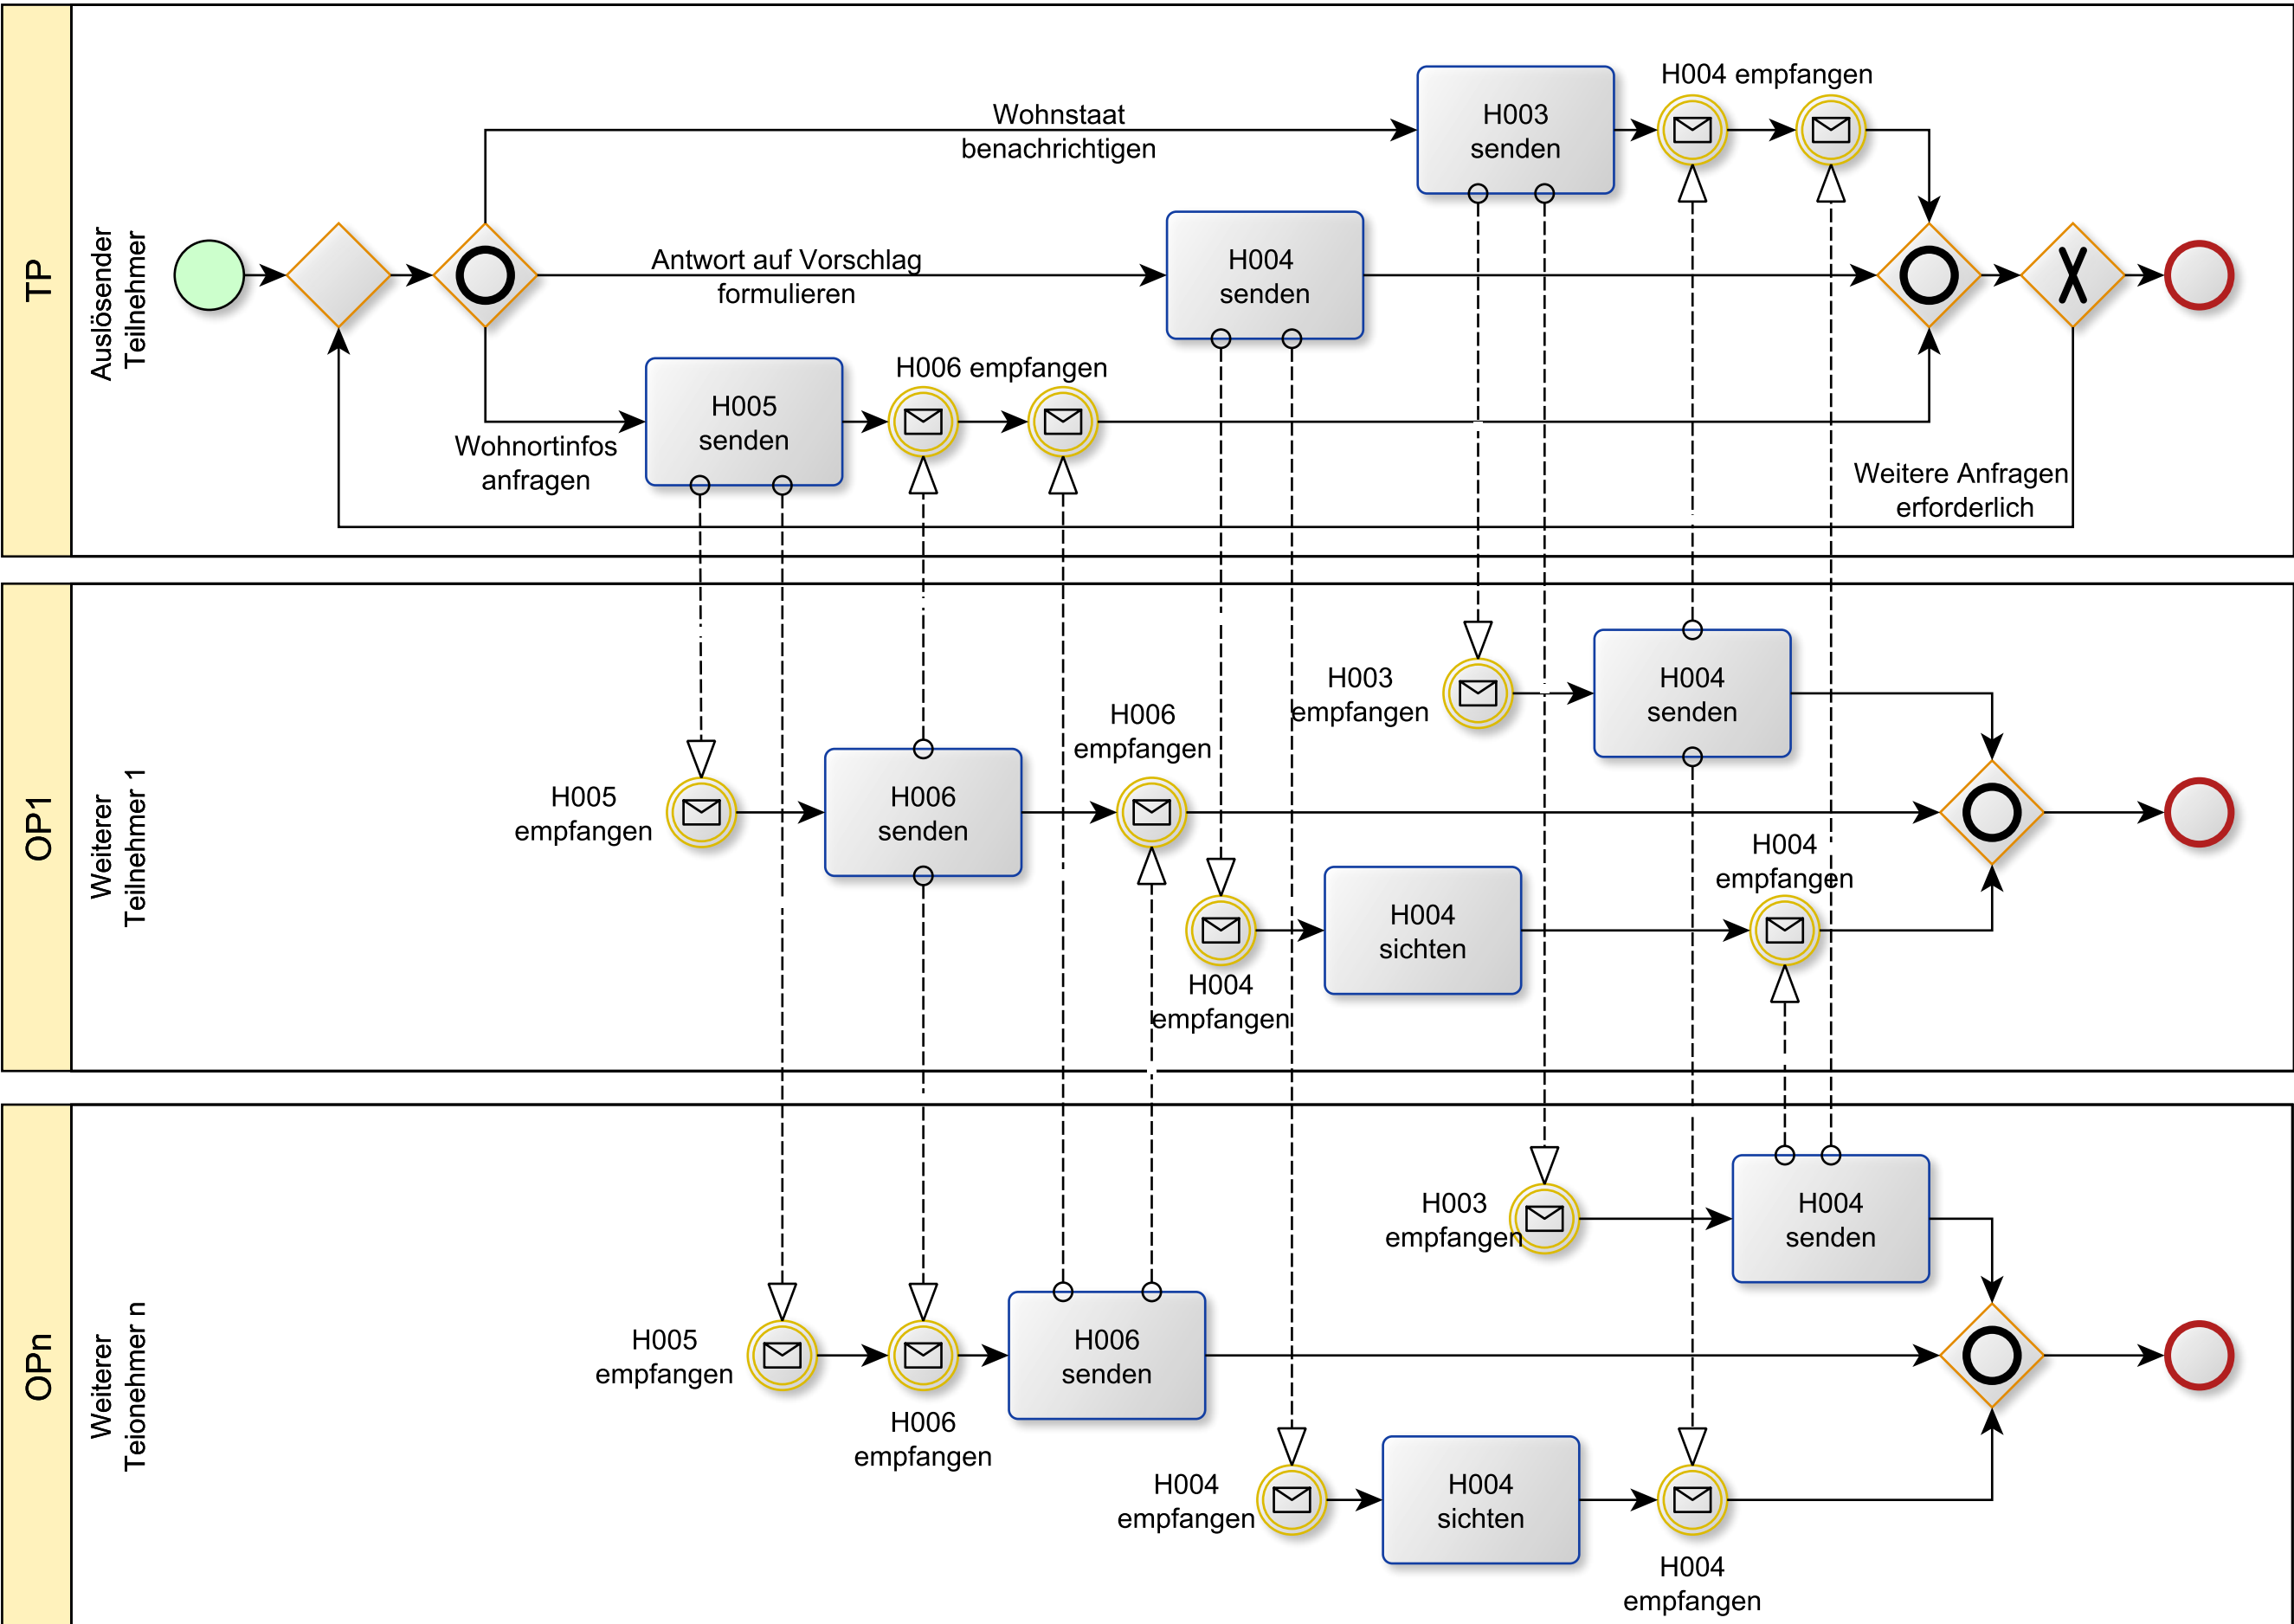 TP
Auslösender
Teilnehmer
Wohnstaat
benachrichtigen
H003
senden
H004 empfangen
Antwort auf Vorschlag
formulieren
H004
senden
Wohnortinfos
anfragen
H005
senden
H006 empfangen
Weitere Anfragen
erforderlich
OP1
Weiterer
Teilnehmer 1
H003
empfangen
H004
senden
H005
empfangen
H006
senden
H006
empfangen
H004
empfangen
H004
sichten
H004
empfangen
OPn
Weiterer
Teionehmer n
H003
empfangen
H004
senden
H005
empfangen
H006
empfangen
H006
senden
H004
empfangen
H004
sichten
H004
empfangen